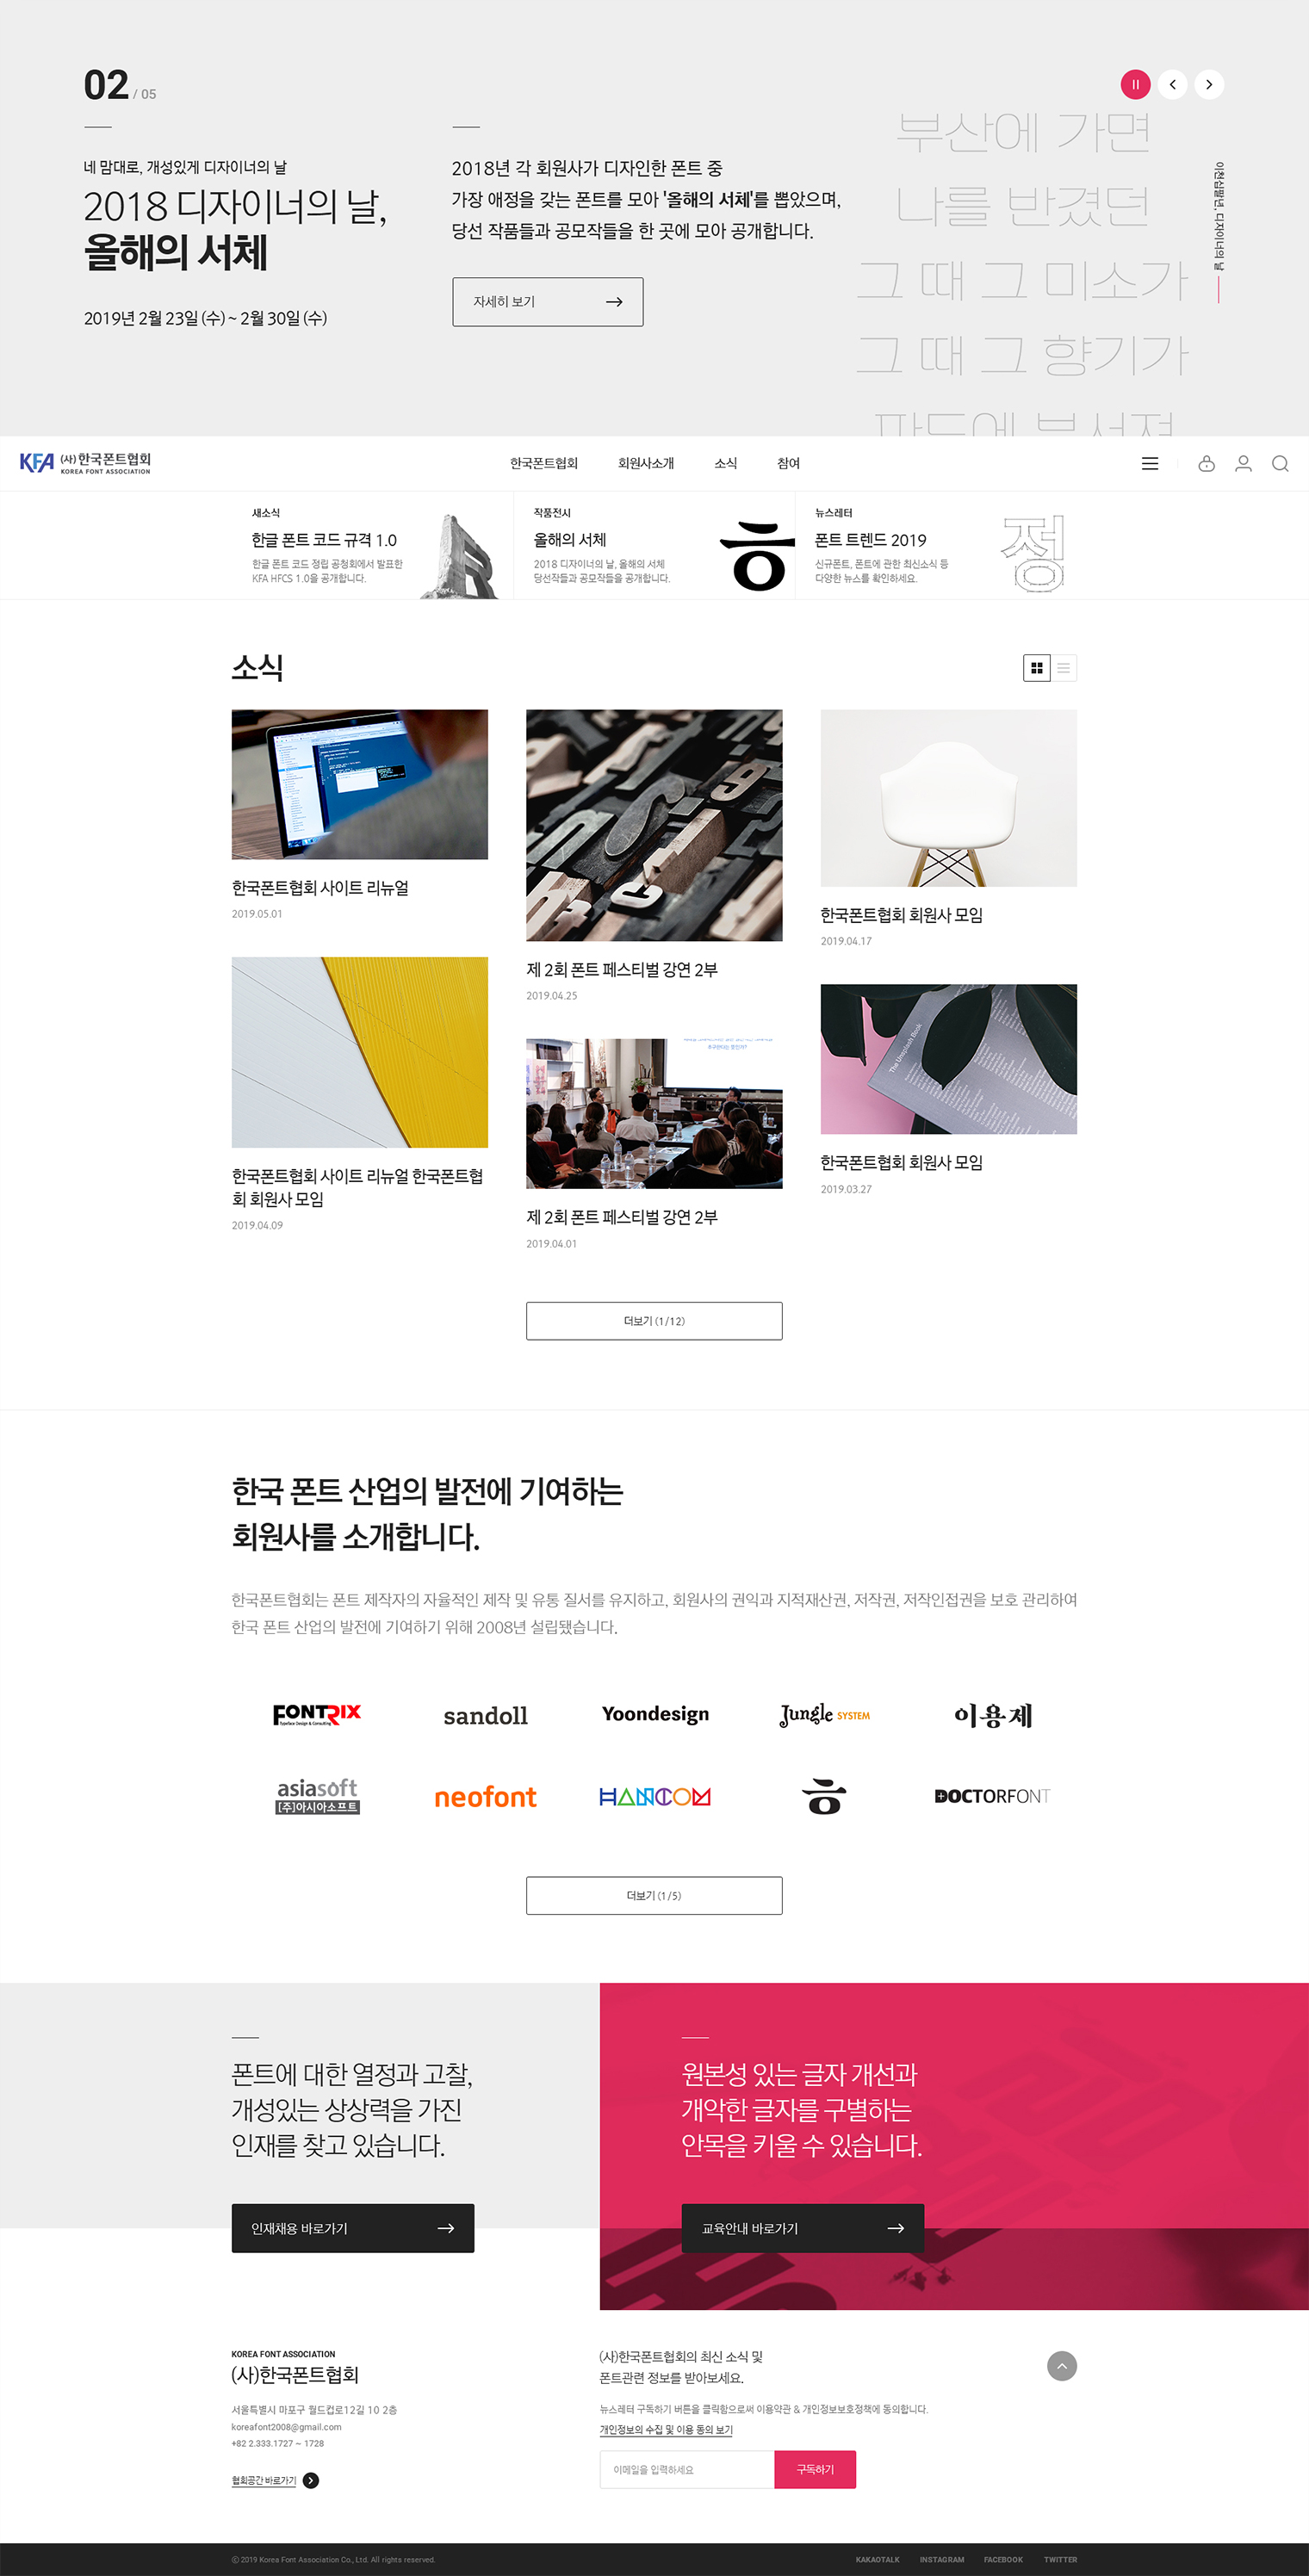 02 / 05
네 맘대로, 개성있게 디자이너의 날
2018 디자이너의 날,
올해의 서체
2019년 2월 23일 (수) ~ 2월 30일 (수)
2018년 각 회원사가 디자인한 폰트 중
가장 애정을 갖는 폰트를 모아 '올해의 서체'를 뽑았으며,
당선 작품들과 공모작들을 한 곳에 모아 공개합니다.
자세히 보기
부산에 가면
나를 반겼던
그 때 그 미소가
그 때 그 향기가
파도에 부서져
이천십팔년, 디자이너의 날
KFA (사)한국폰트협회
KOREA FONT ASSOCIATION
한국폰트협회 회원사소개 소식 참여
새소식
한글 폰트 코드 규격 1.0
한글 폰트 코드 정립 공청회에서 발표한
KFA HFCS 1.0을 공개합니다.
작품전시
올해의 서체
2018 디자이너의 날, 올해의 서체
당선작들과 공모작들을 공개합니다.
ㅎ
뉴스레터
폰트 트렌드 2019
신규폰트, 폰트에 관한 최신소식 등
다양한 뉴스를 확인하세요.
정
소식
한국폰트협회 사이트 리뉴얼
2019.05.01
제 2회 폰트 페스티벌 강연 2부
2019.04.25
한국폰트협회 회원사 모임
2019.04.17
한국폰트협회 사이트 리뉴얼 한국폰트협
회 회원사 모임
2019.04.09
제 2회 폰트 페스티벌 강연 2부
2019.04.01
The Unsplash Book
한국폰트협회 회원사 모임
2019.03.27
더보기 (1/12)
한국 폰트 산업의 발전에 기여하는
회원사를 소개합니다.
한국폰트협회는 폰트 제작자의 자율적인 제작 및 유통 질서를 유지하고, 회원사의 권익과 지적재산권, 저작권, 저작인접권을 보호 관리하여
한국 폰트 산업의 발전에 기여하기 위해 2008년 설립됐습니다.
FONTRIX
Typeface Design & Consulting
sandoll
Yoondesign
Jungle SYSTEM
이용제
asiasoft
[주]아시아소프트
neofont
HANCOM
ㅎ
DOCTORFONT
더보기 (1/5)
폰트에 대한 열정과 고찰,
개성있는 상상력을 가진
인재를 찾고 있습니다.
인재채용 바로가기
원본성 있는 글자 개선과
개악한 글자를 구별하는
안목을 키울 수 있습니다.
교육안내 바로가기
KOREA FONT ASSOCIATION
(사)한국폰트협회
서울특별시 마포구 월드컵로12길 10 2층
koreafont2008@gmail.com
+82 2.333.1727 ~ 1728
협회공간 바로가기
(사)한국폰트협회의 최신 소식 및
폰트관련 정보를 받아보세요.
뉴스레터 구독하기 버튼을 클릭함으로써 이용약관 & 개인정보보호정책에 동의합니다.
개인정보의 수집 및 이용 동의 보기
이메일을 입력하세요
구독하기
ⓒ 2019 Korea Font Association Co., Ltd. All rights reserved.
KAKAOTALK INSTAGRAM FACEBOOK TWITTER